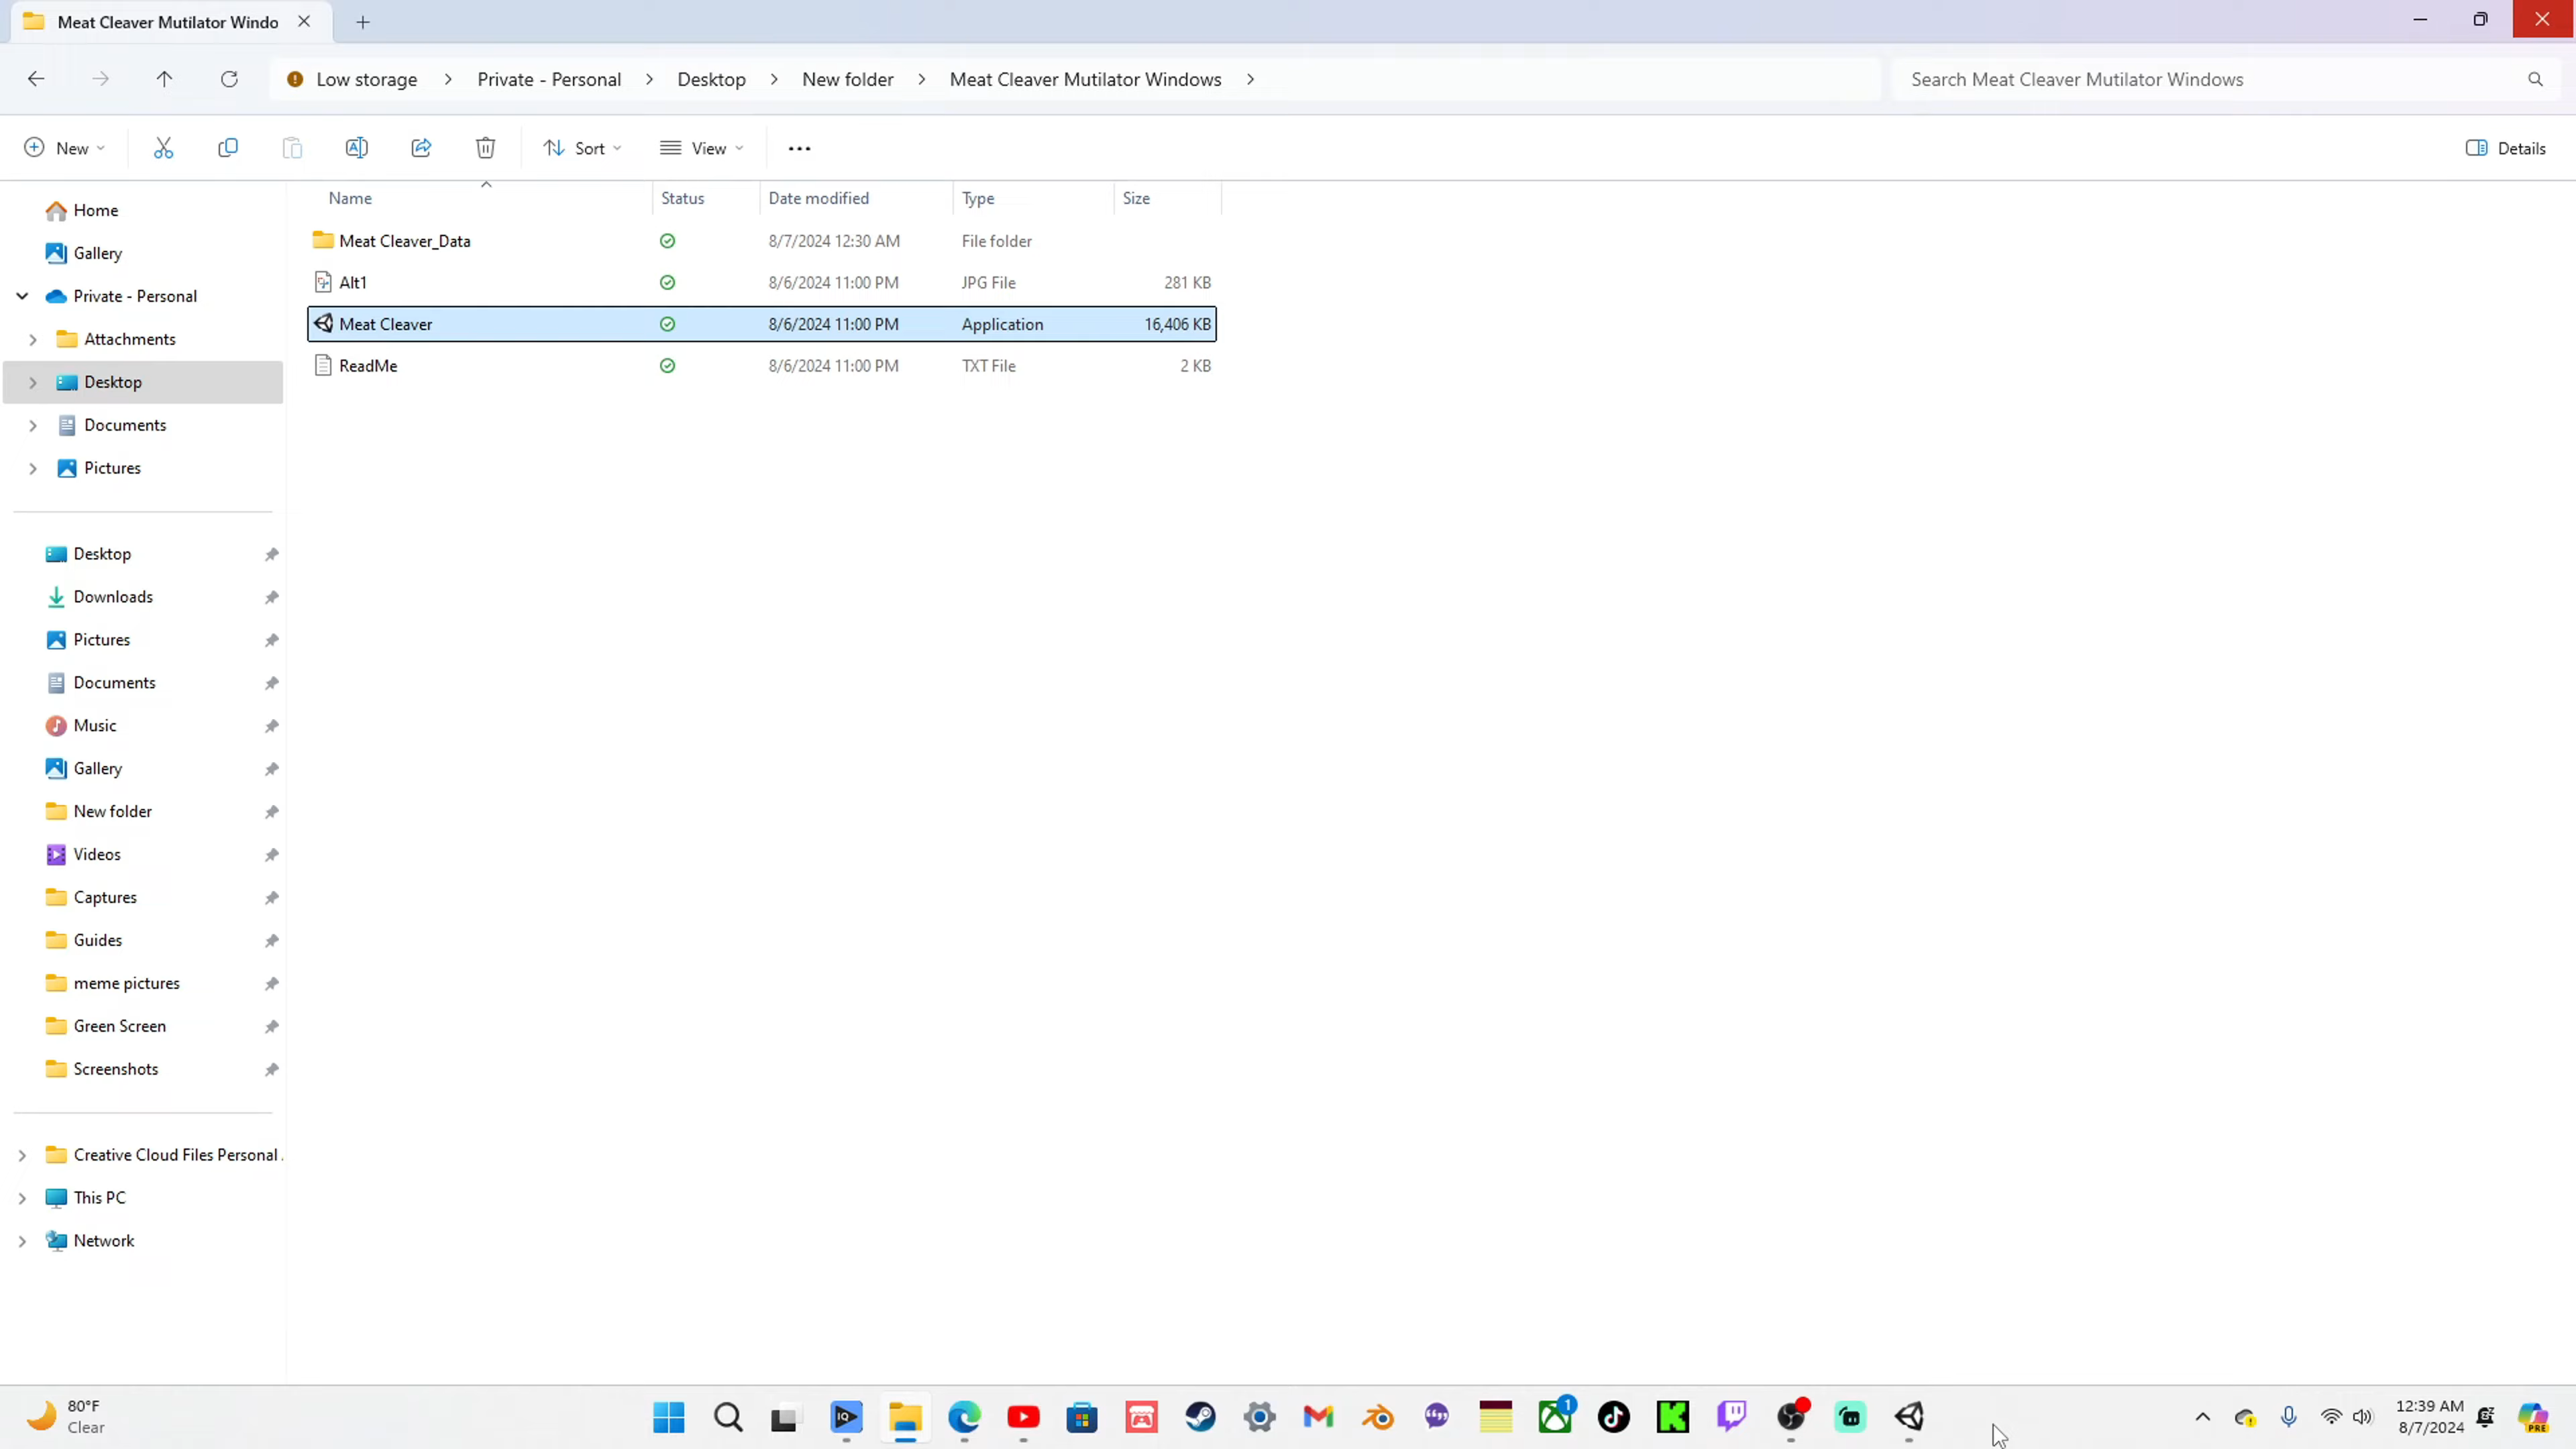 Meat Cleaver Mutilator Windo
Low storage > Private - Personal > Desktop > New folder > Meat Cleaver Mutilator Windows >
Search Meat Cleaver Mutilator Windows
New
Sort
View
Details
Name Status Date modified Type Size
Meat Cleaver_Data 8/7/2024 12:30 AM File folder
Alt1 8/6/2024 11:00 PM JPG File 281 KB
Meat Cleaver 8/6/2024 11:00 PM Application 16,406 KB
ReadMe 8/6/2024 11:00 PM TXT File 2 KB
Home
Gallery
Private - Personal
Attachments
Desktop
Documents
Pictures
Desktop
Downloads
Pictures
Documents
Music
Gallery
New folder
Videos
Captures
Guides
meme pictures
Green Screen
Screenshots
Creative Cloud Files Personal
This PC
Network
80°F
Clear
IQ
1
12:39 AM
8/7/2024
PRE